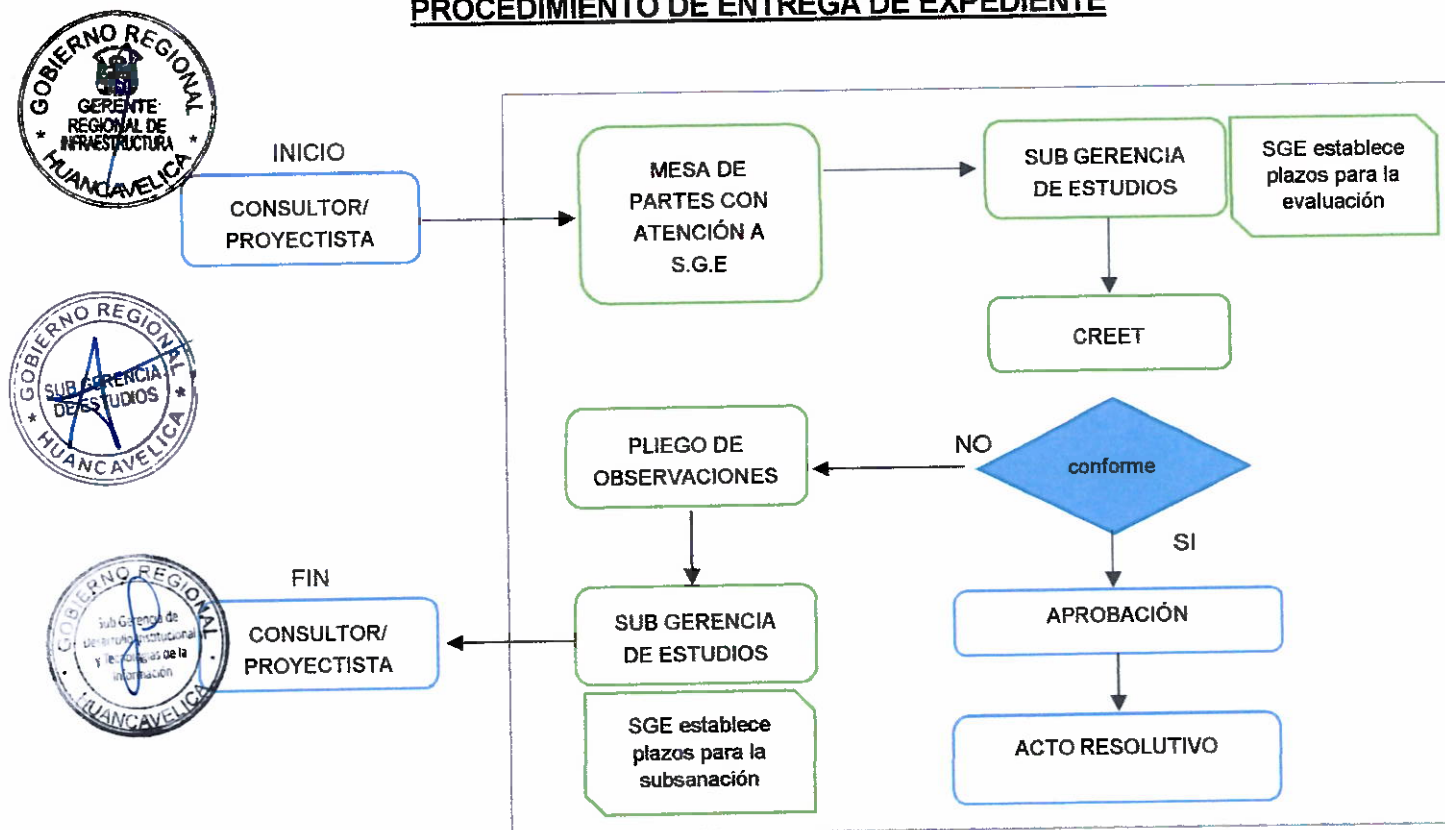 PROCEDIMIENTO DE ENTREGA DE EXPEDIENTE
GOBIERNO REGIONAL
GERENTE
REGIONAL DE
INFRAESTRUCTURA
* HUANCAVELICA *
INICIO
CONSULTOR/
PROYECTISTA
MESA DE
PARTES CON
ATENCIÓN A
S.G.E
SUB GERENCIA
DE ESTUDIOS
SGE establece
plazos para la
evaluación
CREET
GOBIERNO REGIONAL
SUB GERENCIA
DE ESTUDIOS
* HUANCAVELICA *
conforme
NO
PLIEGO DE
OBSERVACIONES
SI
APROBACIÓN
ACTO RESOLUTIVO
SUB GERENCIA
DE ESTUDIOS
SGE establece
plazos para la
subsanación
FIN
CONSULTOR/
PROYECTISTA
GOBIERNO REGIONAL
Sub Gerencia de
Desarrollo Institucional
y Tecnologías de la
Información
HUANCAVELICA